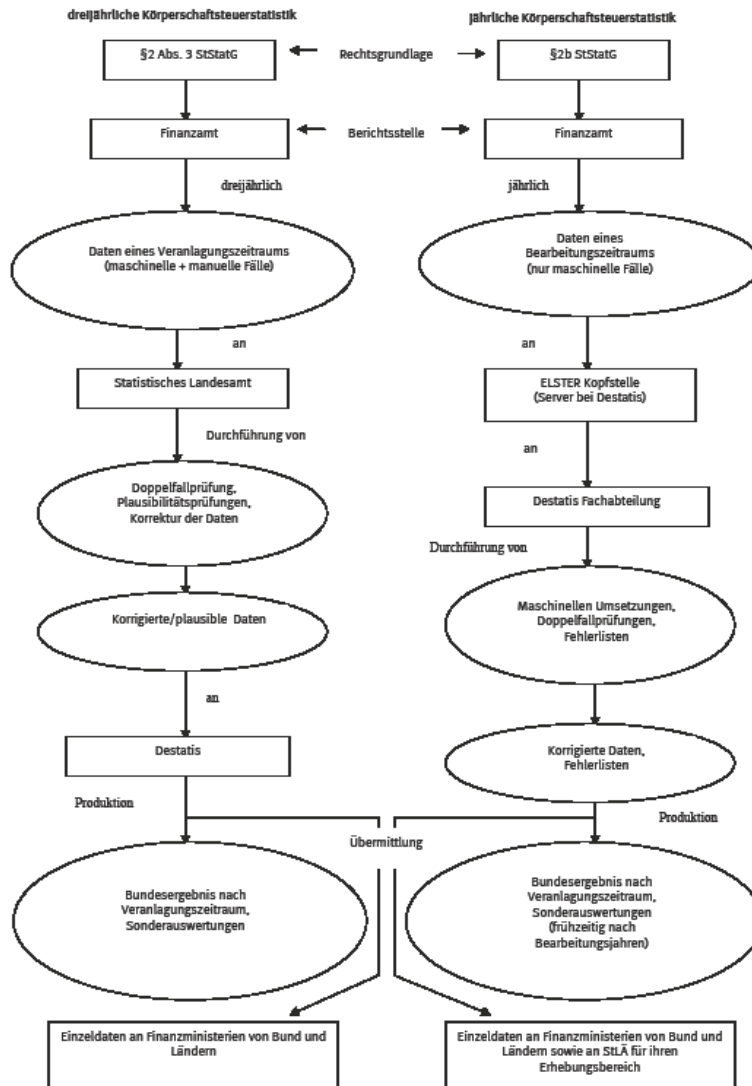 dreijährliche Körperschaftsteuerstatistik
jährliche Körperschaftsteuerstatistik
§2 Abs. 3 StStatG
Rechtsgrundlage
§2b StStatG
Finanzamt
Berichtsstelle
Finanzamt
dreijährlich
jährlich
Daten eines Veranlagungszeitraums
(maschinelle + manuelle Fälle)
Daten eines
Bearbeitungszeitraums
(nur maschinelle Fälle)
an
an
Statistisches Landesamt
ELSTER Kopfstelle
(Server bei Destatis)
Durchführung von
an
Doppelfallprüfung,
Plausibilitätsprüfungen,
Korrektur der Daten
Destatis Fachabteilung
Durchführung von
Korrigierte/plausible Daten
Maschinellen Umsetzungen,
Doppelfallprüfungen,
Fehlerlisten
an
Destatis
Korrigierte Daten,
Fehlerlisten
Produktion
Produktion
Übermittlung
Bundesergebnis nach
Veranlagungszeitraum,
Sonderauswertungen
Bundesergebnis nach
Veranlagungszeitraum,
Sonderauswertungen
(frühzeitig nach
Bearbeitungsjahren)
Einzeldaten an Finanzministerien von Bund und
Ländern
Einzeldaten an Finanzministerien von Bund und
Ländern sowie an StLÄ für ihren
Erhebungsbereich